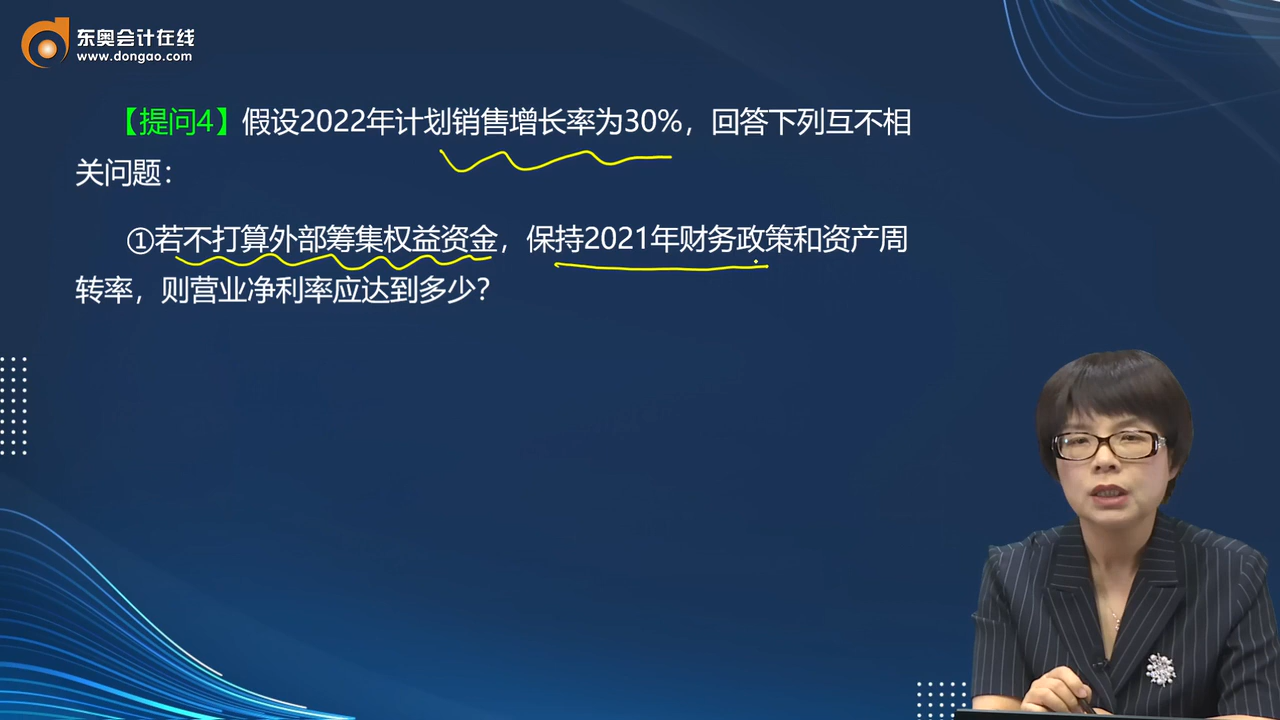 东奥会计在线
www.dongao.com
【提问4】假设2022年计划销售增长率为30%，回答下列互不相
关问题：
①若不打算外部筹集权益资金，保持2021年财务政策和资产周
转率，则营业净利率应达到多少？